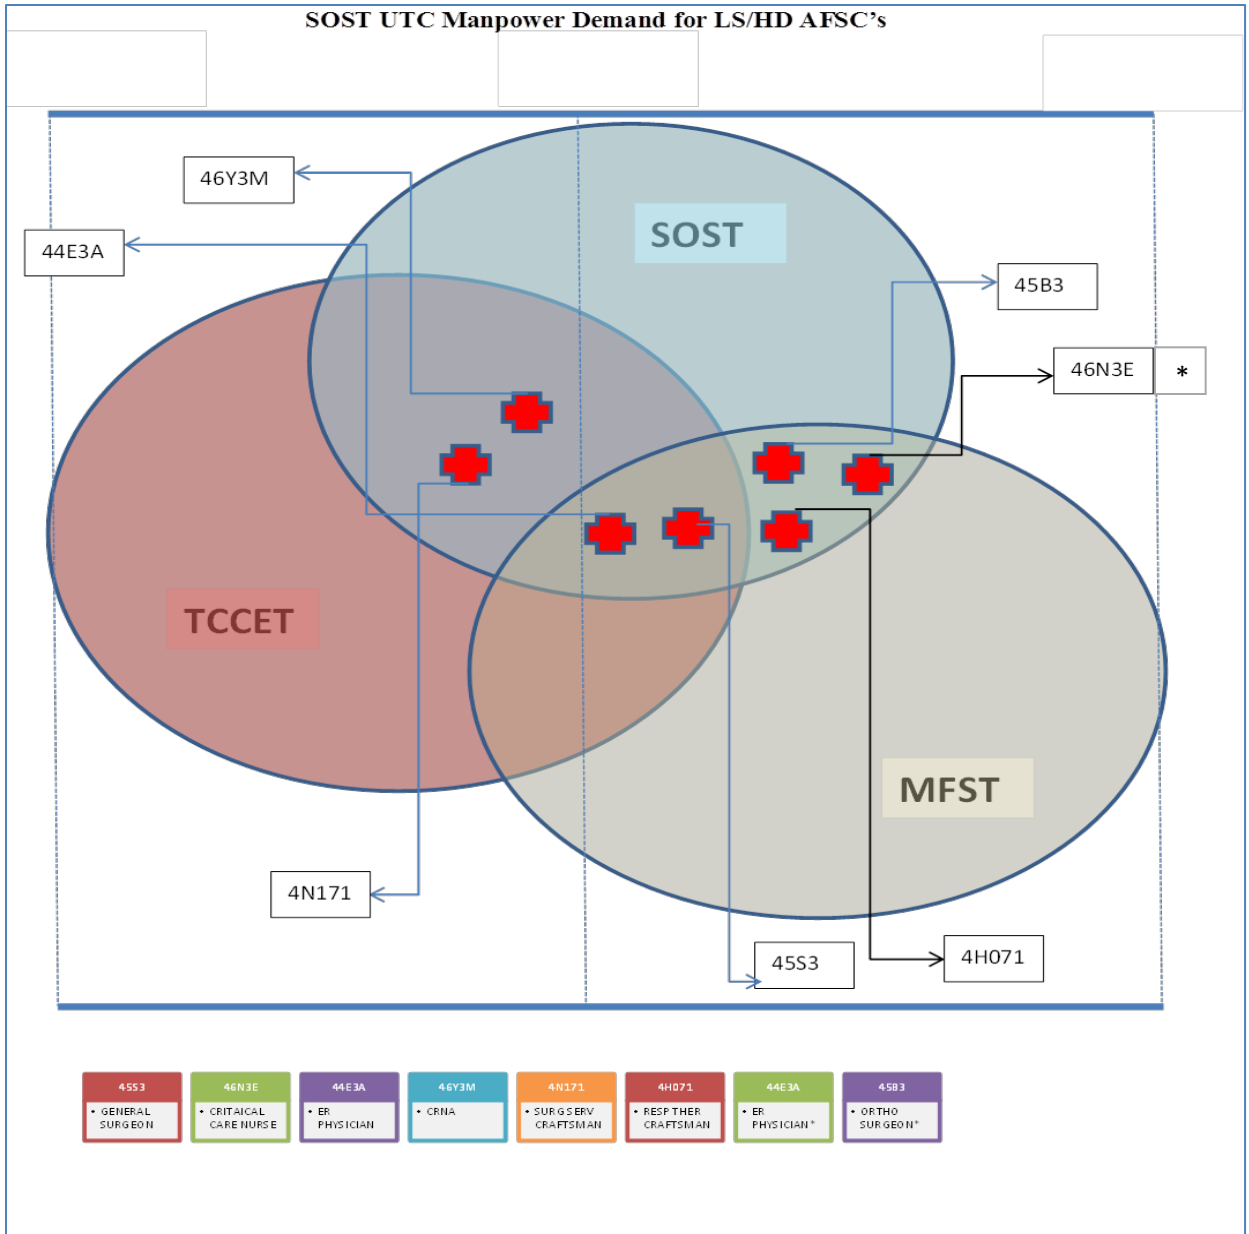 SOST UTC Manpower Demand for LS/HD AFSC’s
46Y3M
SOST
44E3A
45B3
46N3E
*
TCCET
MFST
4N171
45S3
4H071
45S3
• GENERAL
SURGEON
46N3E
• CRITAICAL
CARE NURSE
44E3A
• ER
PHYSICIAN
46Y3M
• CRNA
4N171
• SURG SERV
CRAFTSMAN
4H071
• RESP THER
CRAFTSMAN
44E3A
• ER
PHYSICIAN*
45B3
• ORTHO
SURGEON*